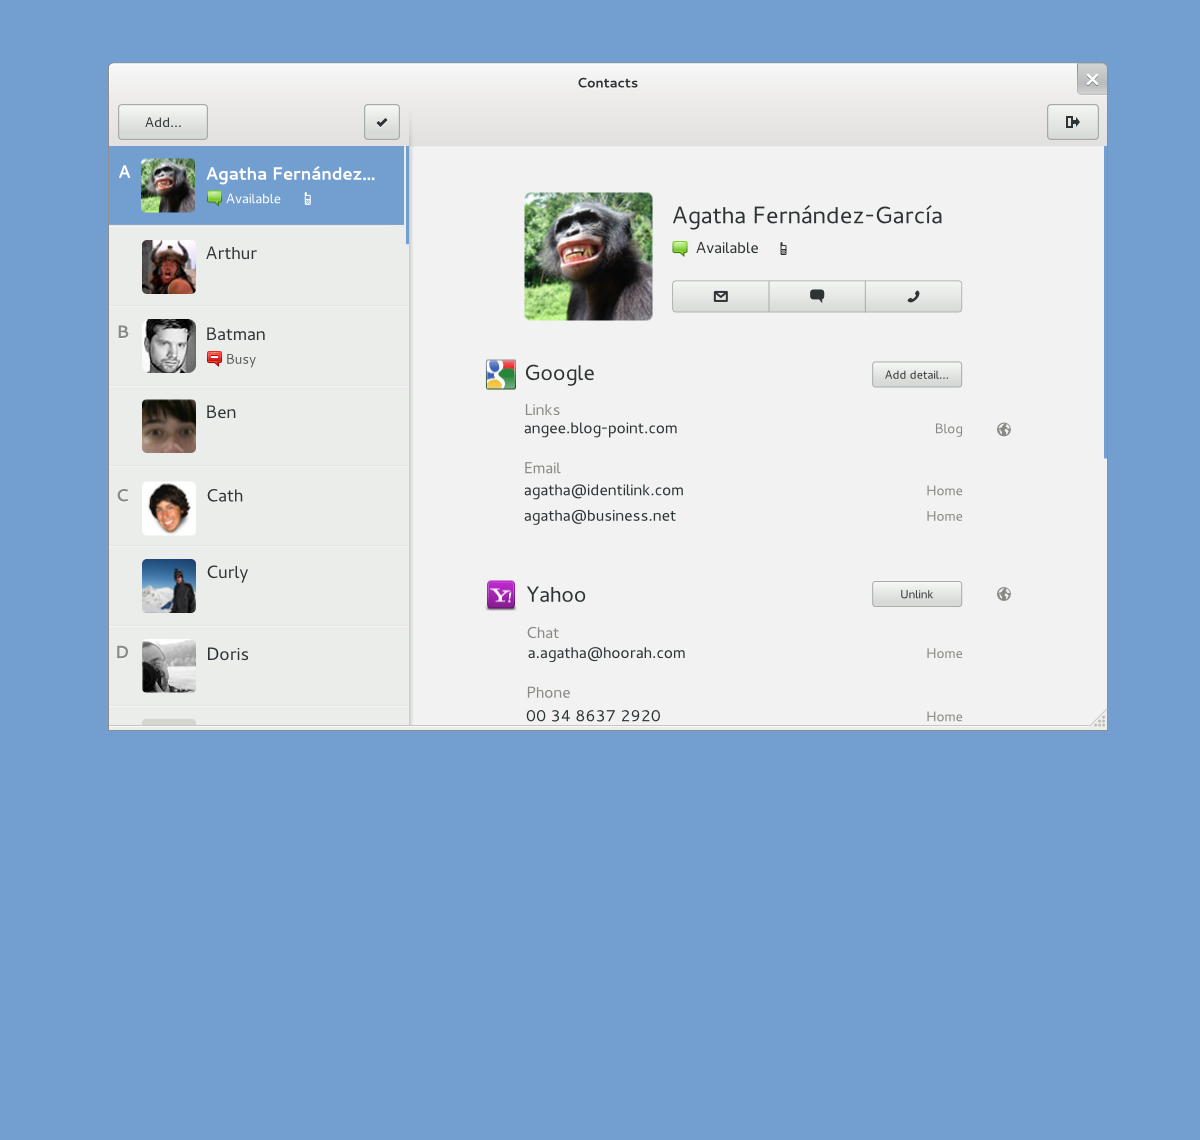 Contacts
Add...
A
Agatha Fernández...
Available
Arthur
B
Batman
Busy
Ben
C
Cath
Curly
D
Doris
Agatha Fernández-García
Available
Google
Add detail...
Links
angee.blog-point.com Blog
Email
agatha@identilink.com Home
agatha@business.net Home
Y! Yahoo
Unlink
Chat
a.agatha@hoorah.com Home
Phone
00 34 8637 2920 Home